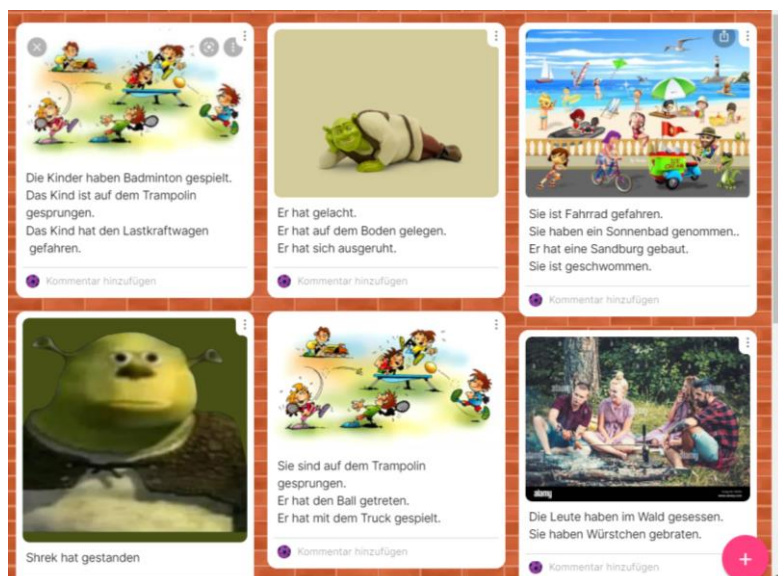 Die Kinder haben Badminton gespielt.
Das Kind ist auf dem Trampolin
gesprungen.
Das Kind hat den Lastkraftwagen
gefahren.
Kommentar hinzufügen
Er hat gelacht.
Er hat auf dem Boden gelegen.
Er hat sich ausgeruht.
Kommentar hinzufügen
Sie ist Fahrrad gefahren.
Sie haben ein Sonnenbad genommen..
Er hat eine Sandburg gebaut.
Sie ist geschwommen.
Kommentar hinzufügen
Shrek hat gestanden
Sie sind auf dem Trampolin
gesprungen.
Er hat den Ball getreten.
Er hat mit dem Truck gespielt.
Kommentar hinzufügen
alamy
Die Leute haben im Wald gesessen.
Sie haben Würstchen gebraten.
Kommentar hinzufügen